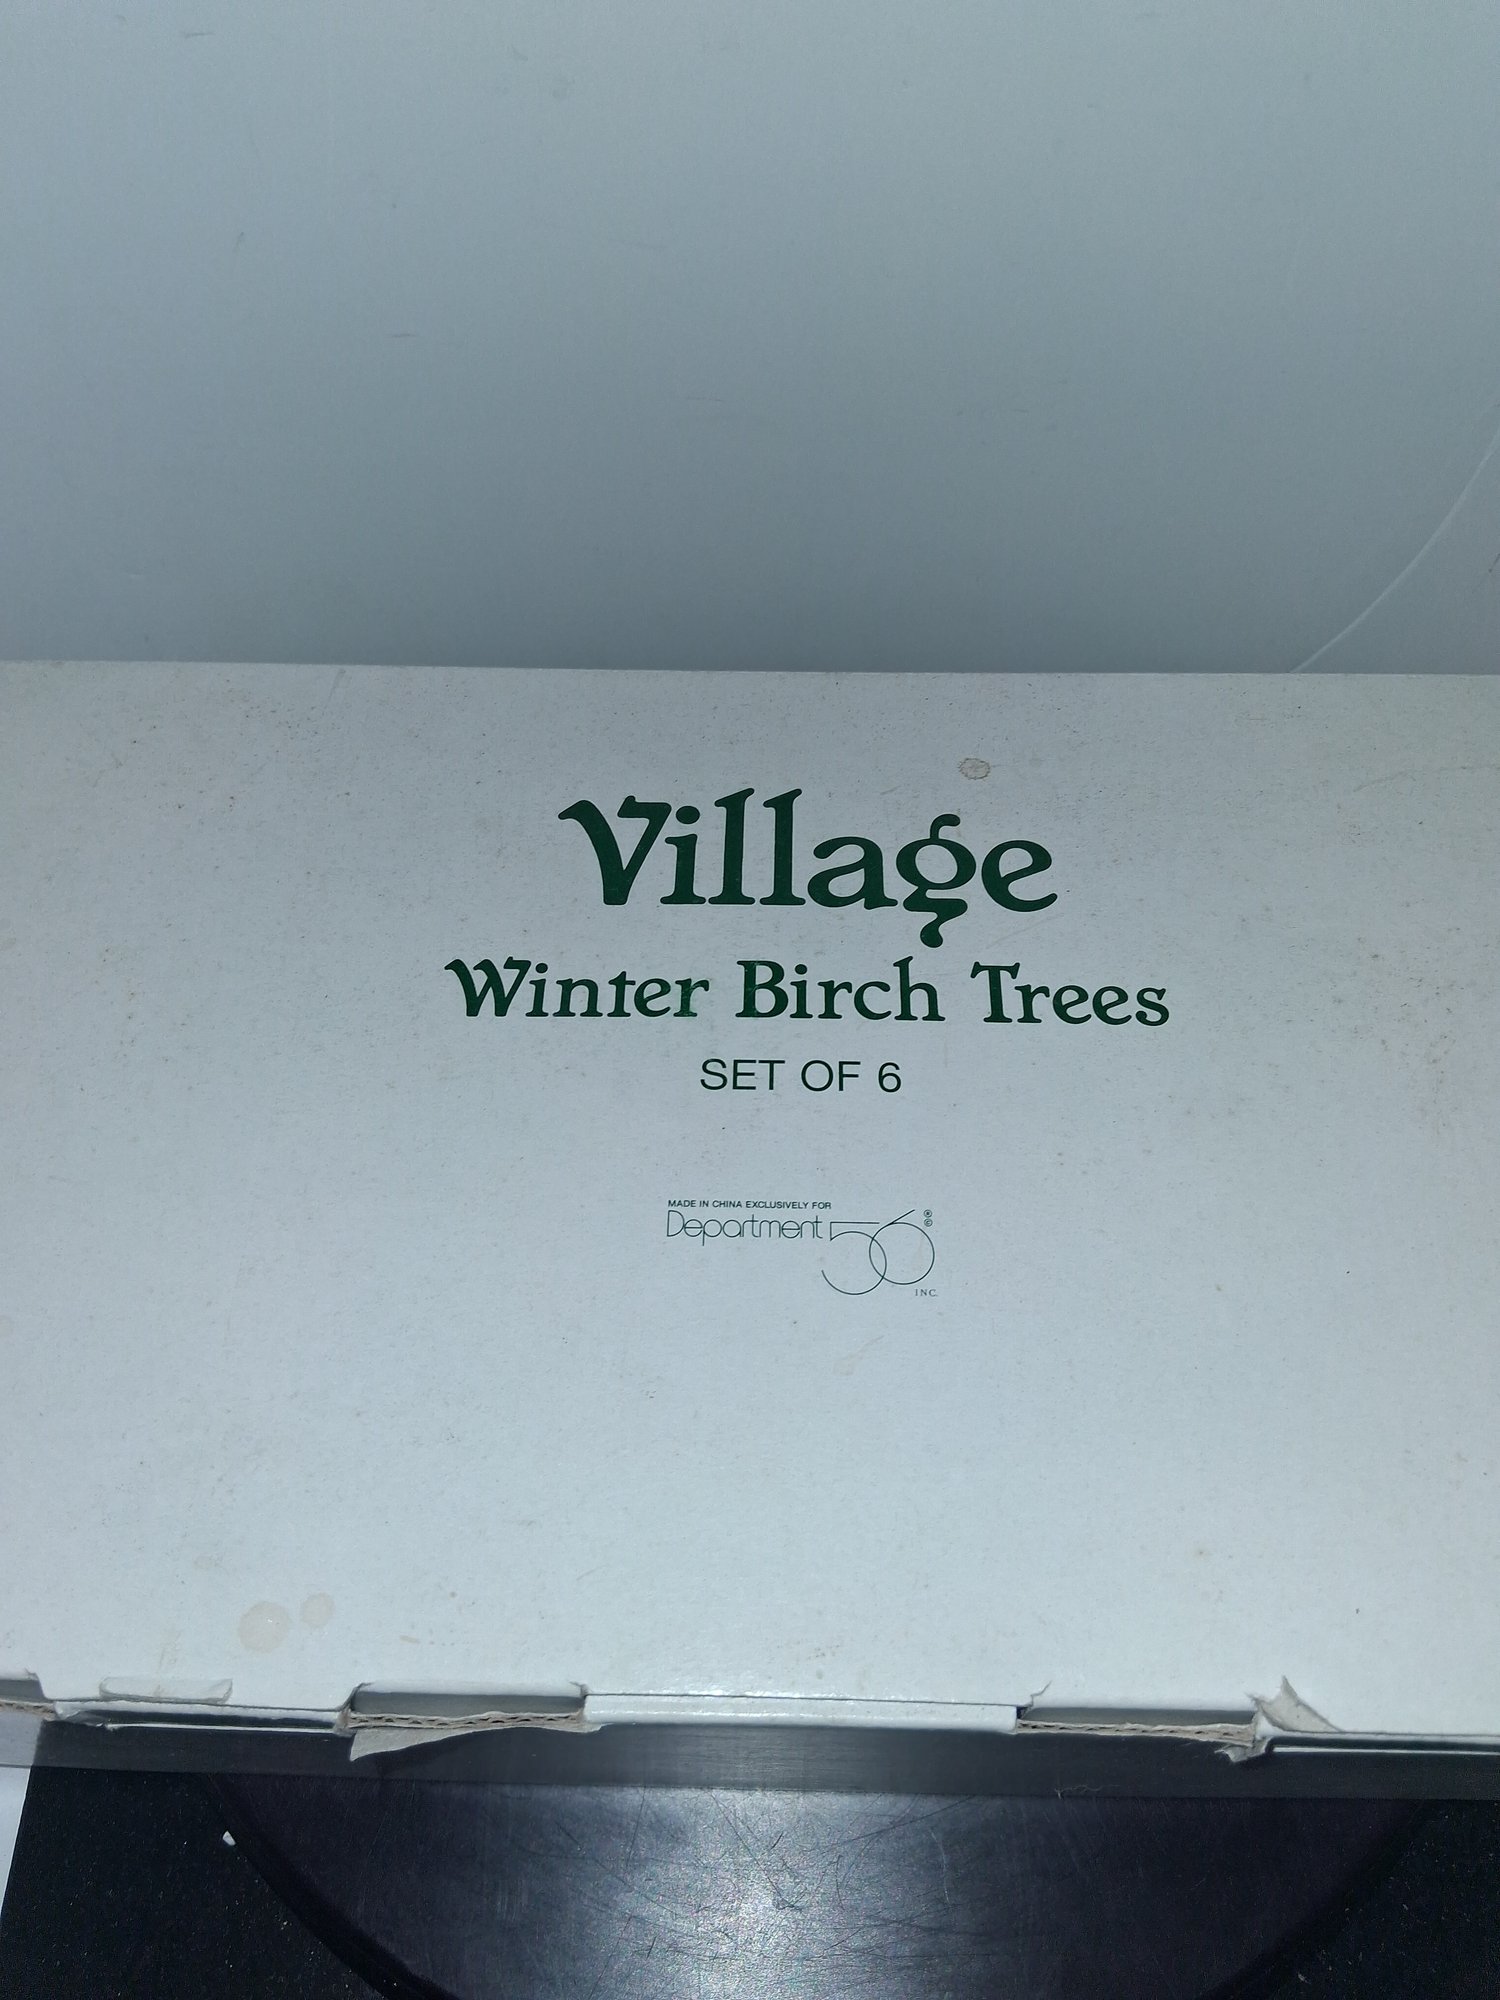 Village
Winter Birch Trees
SET OF 6
MADE IN CHINA EXCLUSIVELY FOR
Department 56 ® ©
INC.